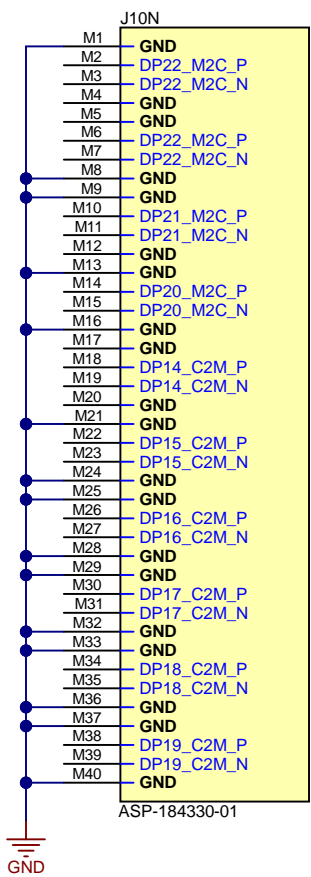 J10N
M1 GND
M2 DP22_M2C_P
M3 DP22_M2C_N
M4 GND
M5 GND
M6 DP22_M2C_P
M7 DP22_M2C_N
M8 GND
M9 GND
M10 DP21_M2C_P
M11 DP21_M2C_N
M12 GND
M13 GND
M14 DP20_M2C_P
M15 DP20_M2C_N
M16 GND
M17 GND
M18 DP14_C2M_P
M19 DP14_C2M_N
M20 GND
M21 GND
M22 DP15_C2M_P
M23 DP15_C2M_N
M24 GND
M25 GND
M26 DP16_C2M_P
M27 DP16_C2M_N
M28 GND
M29 GND
M30 DP17_C2M_P
M31 DP17_C2M_N
M32 GND
M33 GND
M34 DP18_C2M_P
M35 DP18_C2M_N
M36 GND
M37 GND
M38 DP19_C2M_P
M39 DP19_C2M_N
M40 GND
ASP-184330-01
GND